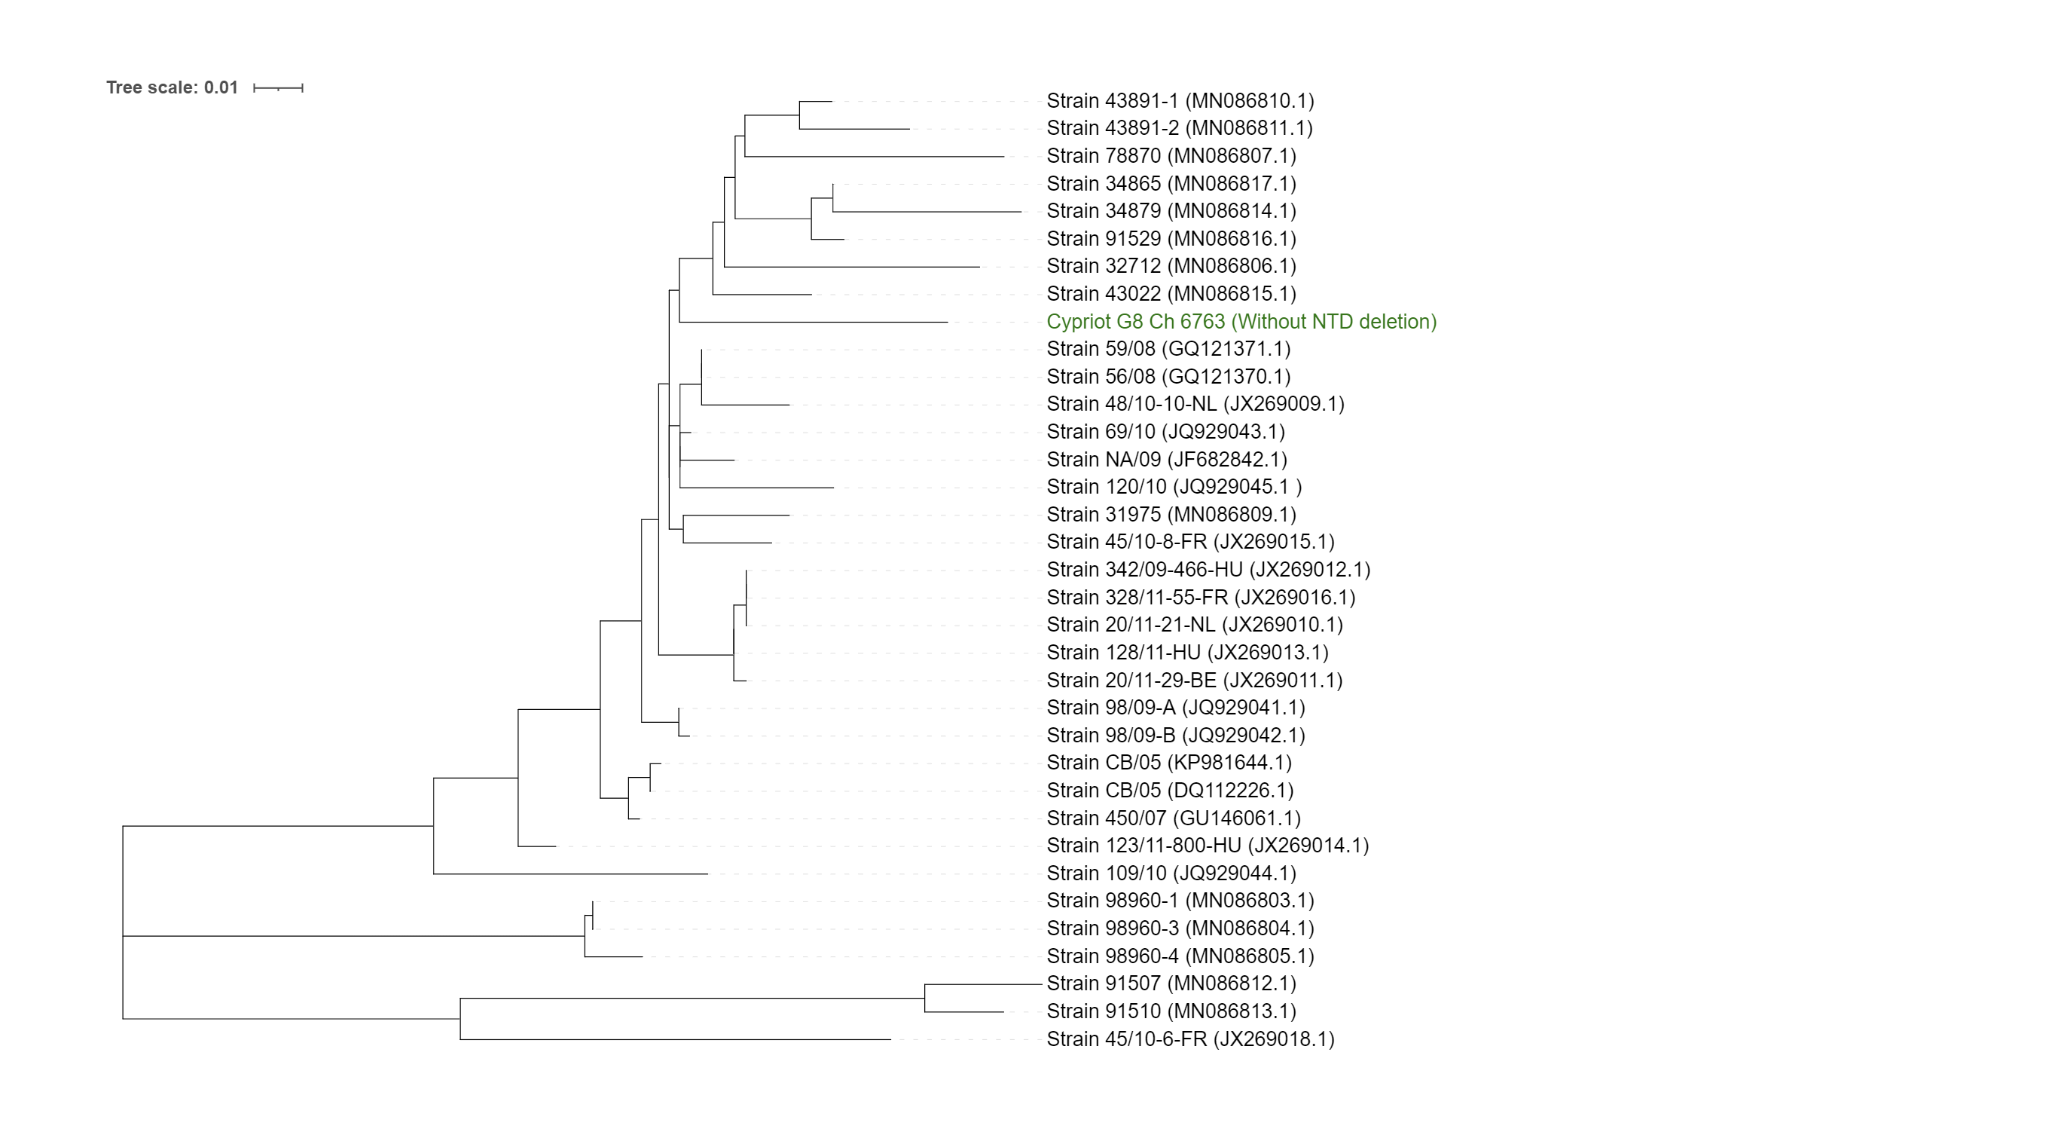 Tree scale: 0.01
Strain 43891-1 (MN086810.1)
Strain 43891-2 (MN086811.1)
Strain 78870 (MN086807.1)
Strain 34865 (MN086817.1)
Strain 34879 (MN086814.1)
Strain 91529 (MN086816.1)
Strain 32712 (MN086806.1)
Strain 43022 (MN086815.1)
Cypriot G8 Ch 6763 (Without NTD deletion)
Strain 59/08 (GQ121371.1)
Strain 56/08 (GQ121370.1)
Strain 48/10-10-NL (JX269009.1)
Strain 69/10 (JQ929043.1)
Strain NA/09 (JF682842.1)
Strain 120/10 (JQ929045.1 )
Strain 31975 (MN086809.1)
Strain 45/10-8-FR (JX269015.1)
Strain 342/09-466-HU (JX269012.1)
Strain 328/11-55-FR (JX269016.1)
Strain 20/11-21-NL (JX269010.1)
Strain 128/11-HU (JX269013.1)
Strain 20/11-29-BE (JX269011.1)
Strain 98/09-A (JQ929041.1)
Strain 98/09-B (JQ929042.1)
Strain CB/05 (KP981644.1)
Strain CB/05 (DQ112226.1)
Strain 450/07 (GU146061.1)
Strain 123/11-800-HU (JX269014.1)
Strain 109/10 (JQ929044.1)
Strain 98960-1 (MN086803.1)
Strain 98960-3 (MN086804.1)
Strain 98960-4 (MN086805.1)
Strain 91507 (MN086812.1)
Strain 91510 (MN086813.1)
Strain 45/10-6-FR (JX269018.1)